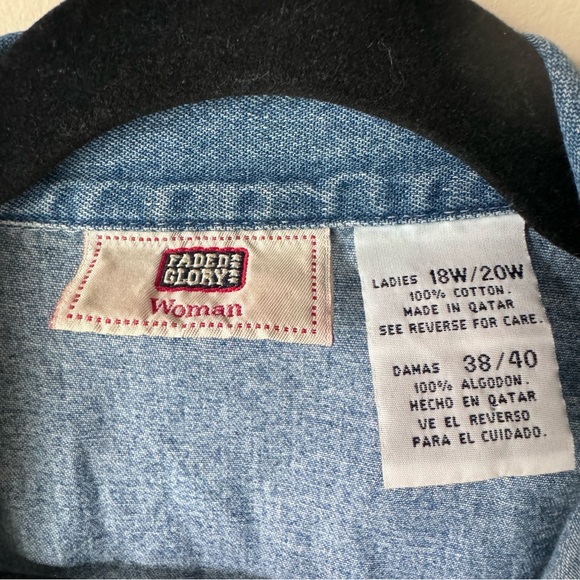 FADED
GLORY
Woman
LADIES 18W/20W
100% COTTON.
MADE IN QATAR
SEE REVERSE FOR CARE.
DAMAS 38/40
100% ALGODON.
HECHO EN QATAR
VE EL REVERSO
PARA EL CUIDADO.